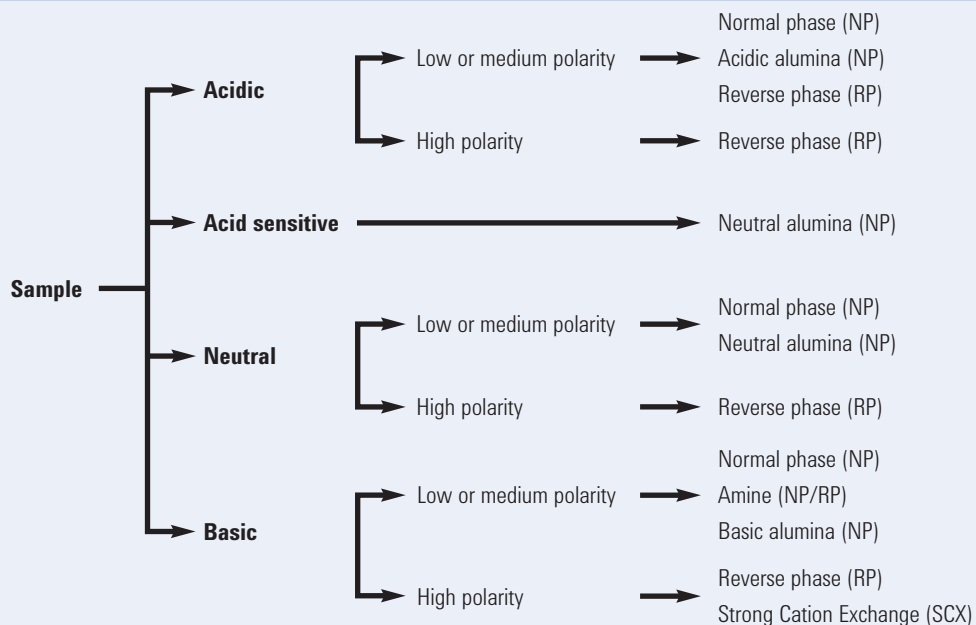 Sample
Acidic
Low or medium polarity
Normal phase (NP)
Acidic alumina (NP)
Reverse phase (RP)
High polarity
Reverse phase (RP)
Acid sensitive
Neutral alumina (NP)
Neutral
Low or medium polarity
Normal phase (NP)
Neutral alumina (NP)
High polarity
Reverse phase (RP)
Basic
Low or medium polarity
Normal phase (NP)
Amine (NP/RP)
Basic alumina (NP)
High polarity
Reverse phase (RP)
Strong Cation Exchange (SCX)